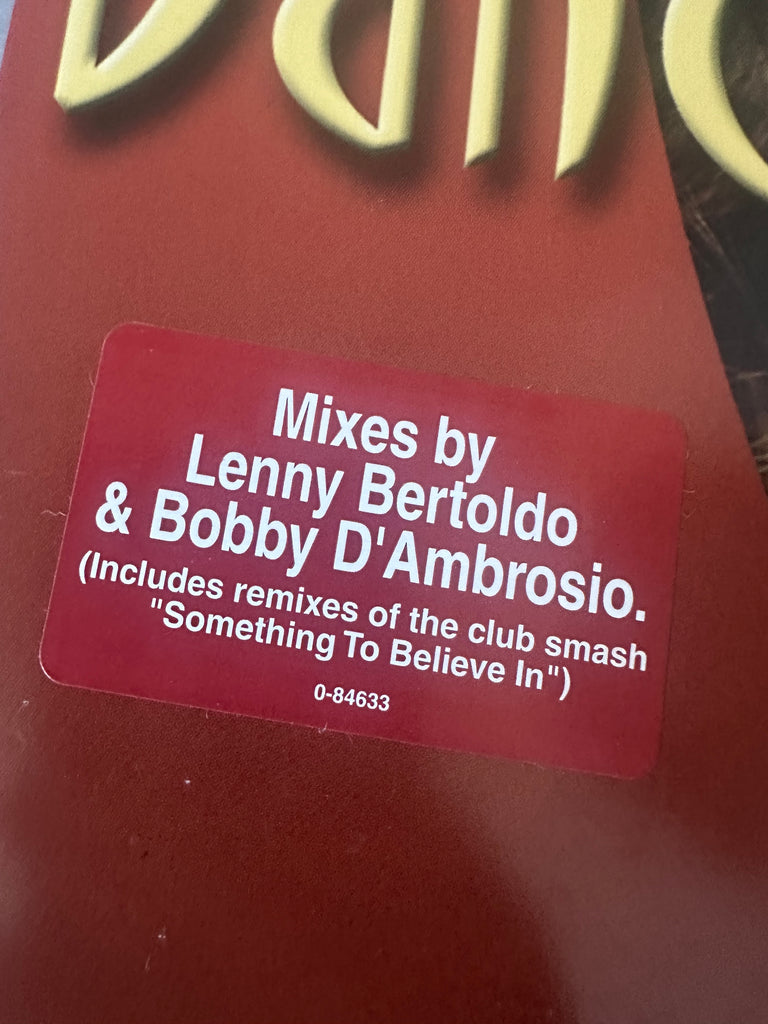 Mixes by
Lenny Bertoldo
& Bobby D'Ambrosio.
(Includes remixes of the club smash
"Something To Believe In")
0-84633